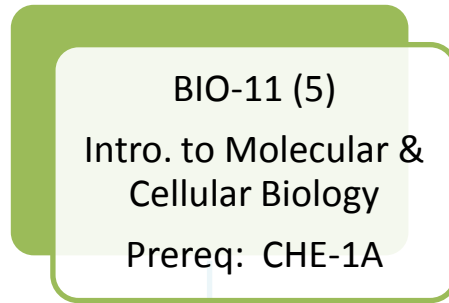 BIO-11 (5)
Intro. to Molecular &
Cellular Biology
Prereq:  CHE-1A